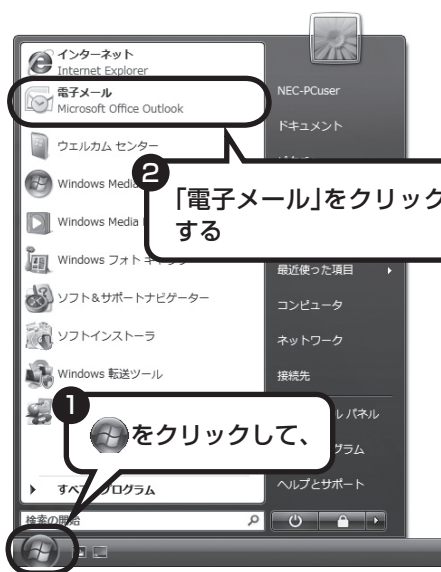 インターネット
Internet Explorer
電子メール
Microsoft Office Outlook
ウェルカム センター
Windows Media
Windows Media
Windows フォト
ソフト&サポートナビゲーター
ソフトインストーラ
Windows 転送ツール
すべ ログラム
検索の開始
NEC-PCuser
ドキュメント
最近使った項目
コンピュータ
ネットワーク
接続先
ルパネル
グラム
ヘルプとサポート
1
をクリックして、
2
「電子メール」をクリック
する